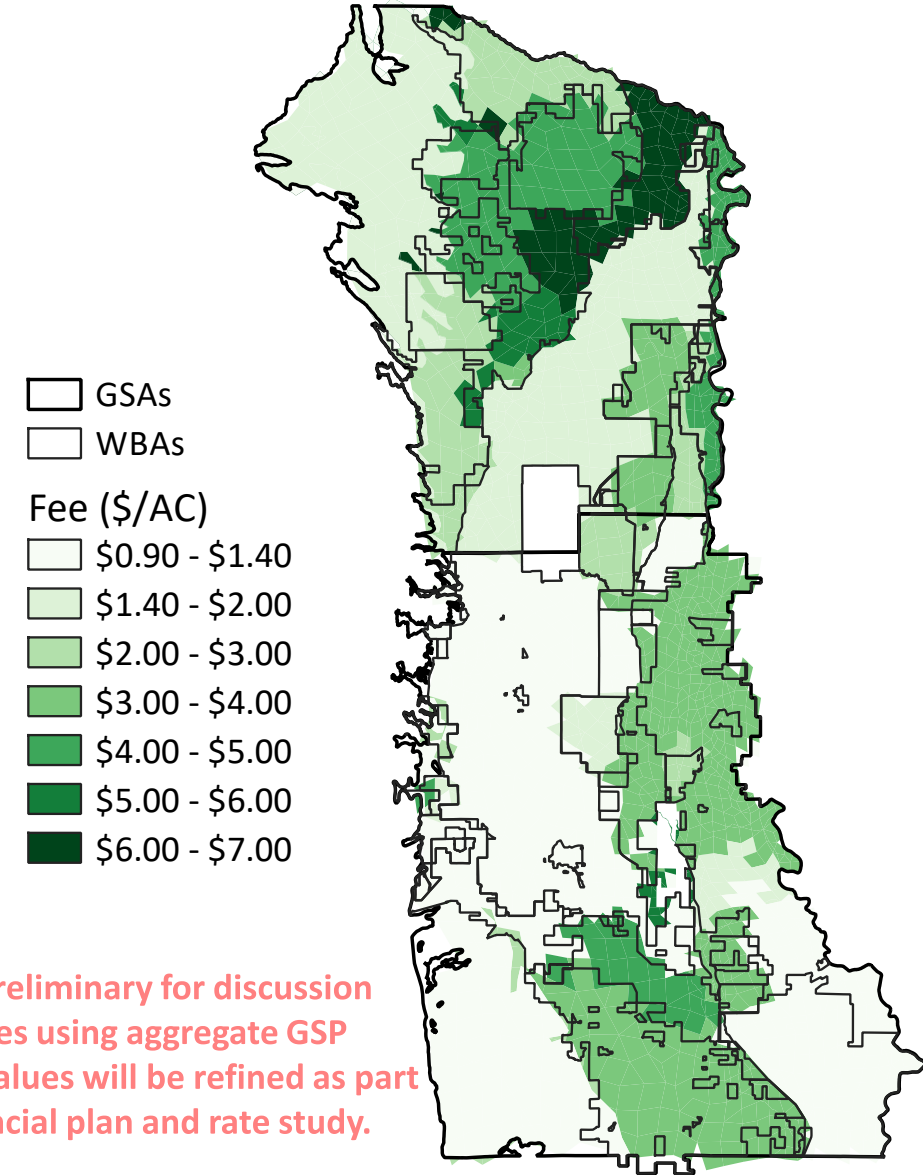 GSAs
WBAs
Fee ($/AC)
$0.90 - $1.40
$1.40 - $2.00
$2.00 - $3.00
$3.00 - $4.00
$4.00 - $5.00
$5.00 - $6.00
$6.00 - $7.00
reliminary for discussion
es using aggregate GSP
alues will be refined as part
ncial plan and rate study.